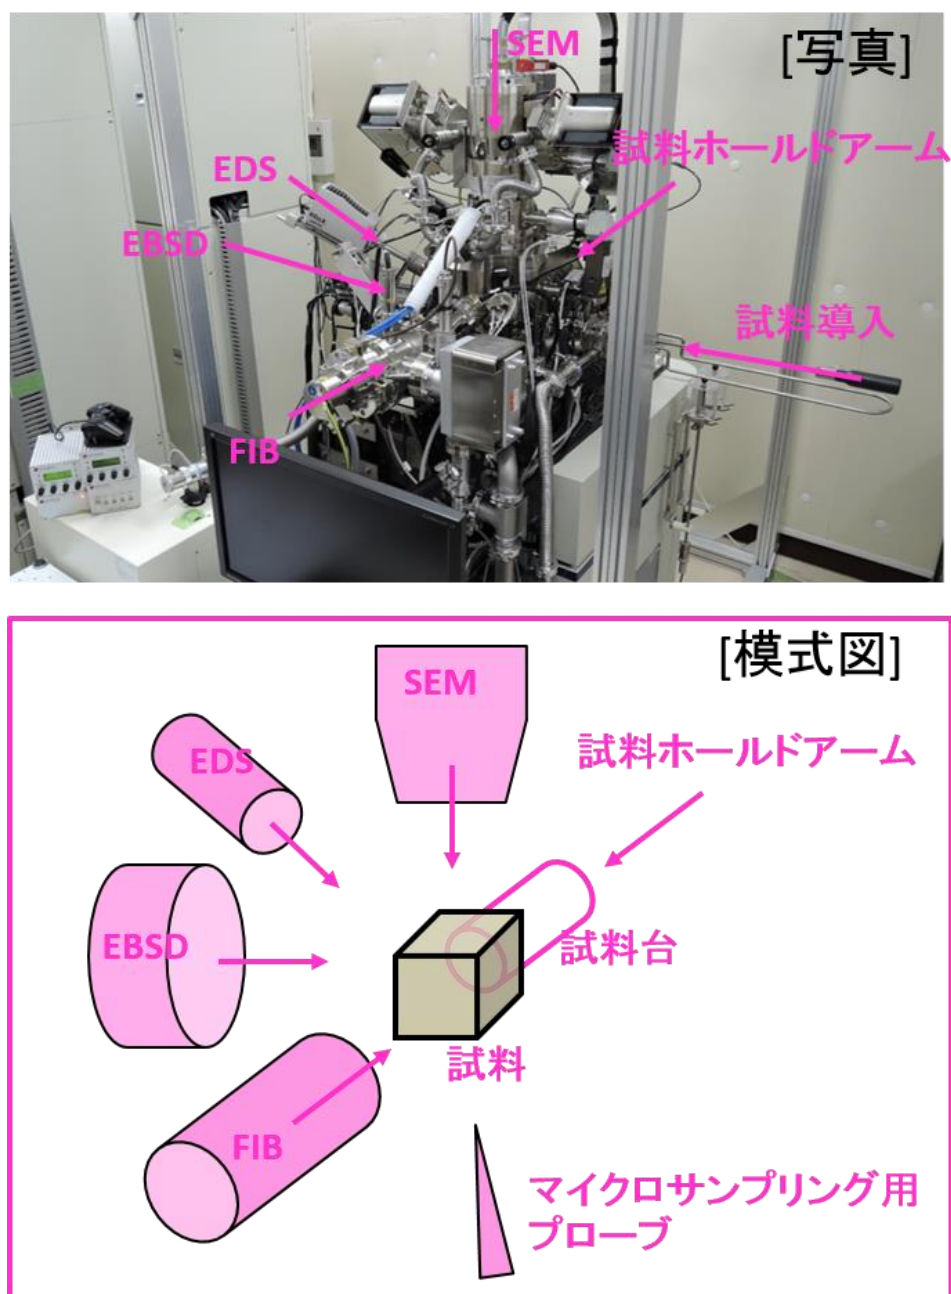 [写真]
SEM
試料ホールドアーム
EDS
EBSD
試料導入
FIB
[模式図]
SEM
試料ホールドアーム
EDS
EBSD
試料台
試料
FIB
マイクロサンプリング用
プローブ